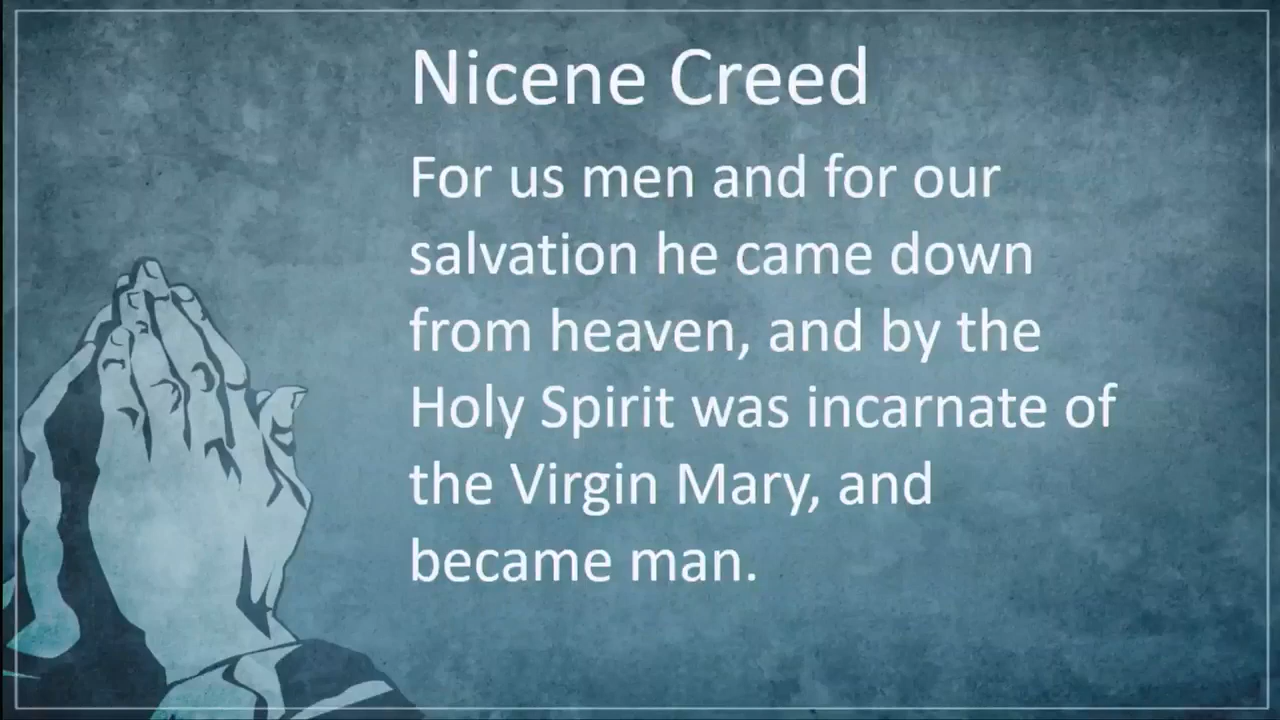 Nicene Creed
For us men and for our
salvation he came down
from heaven, and by the
Holy Spirit was incarnate of
the Virgin Mary, and
became man.